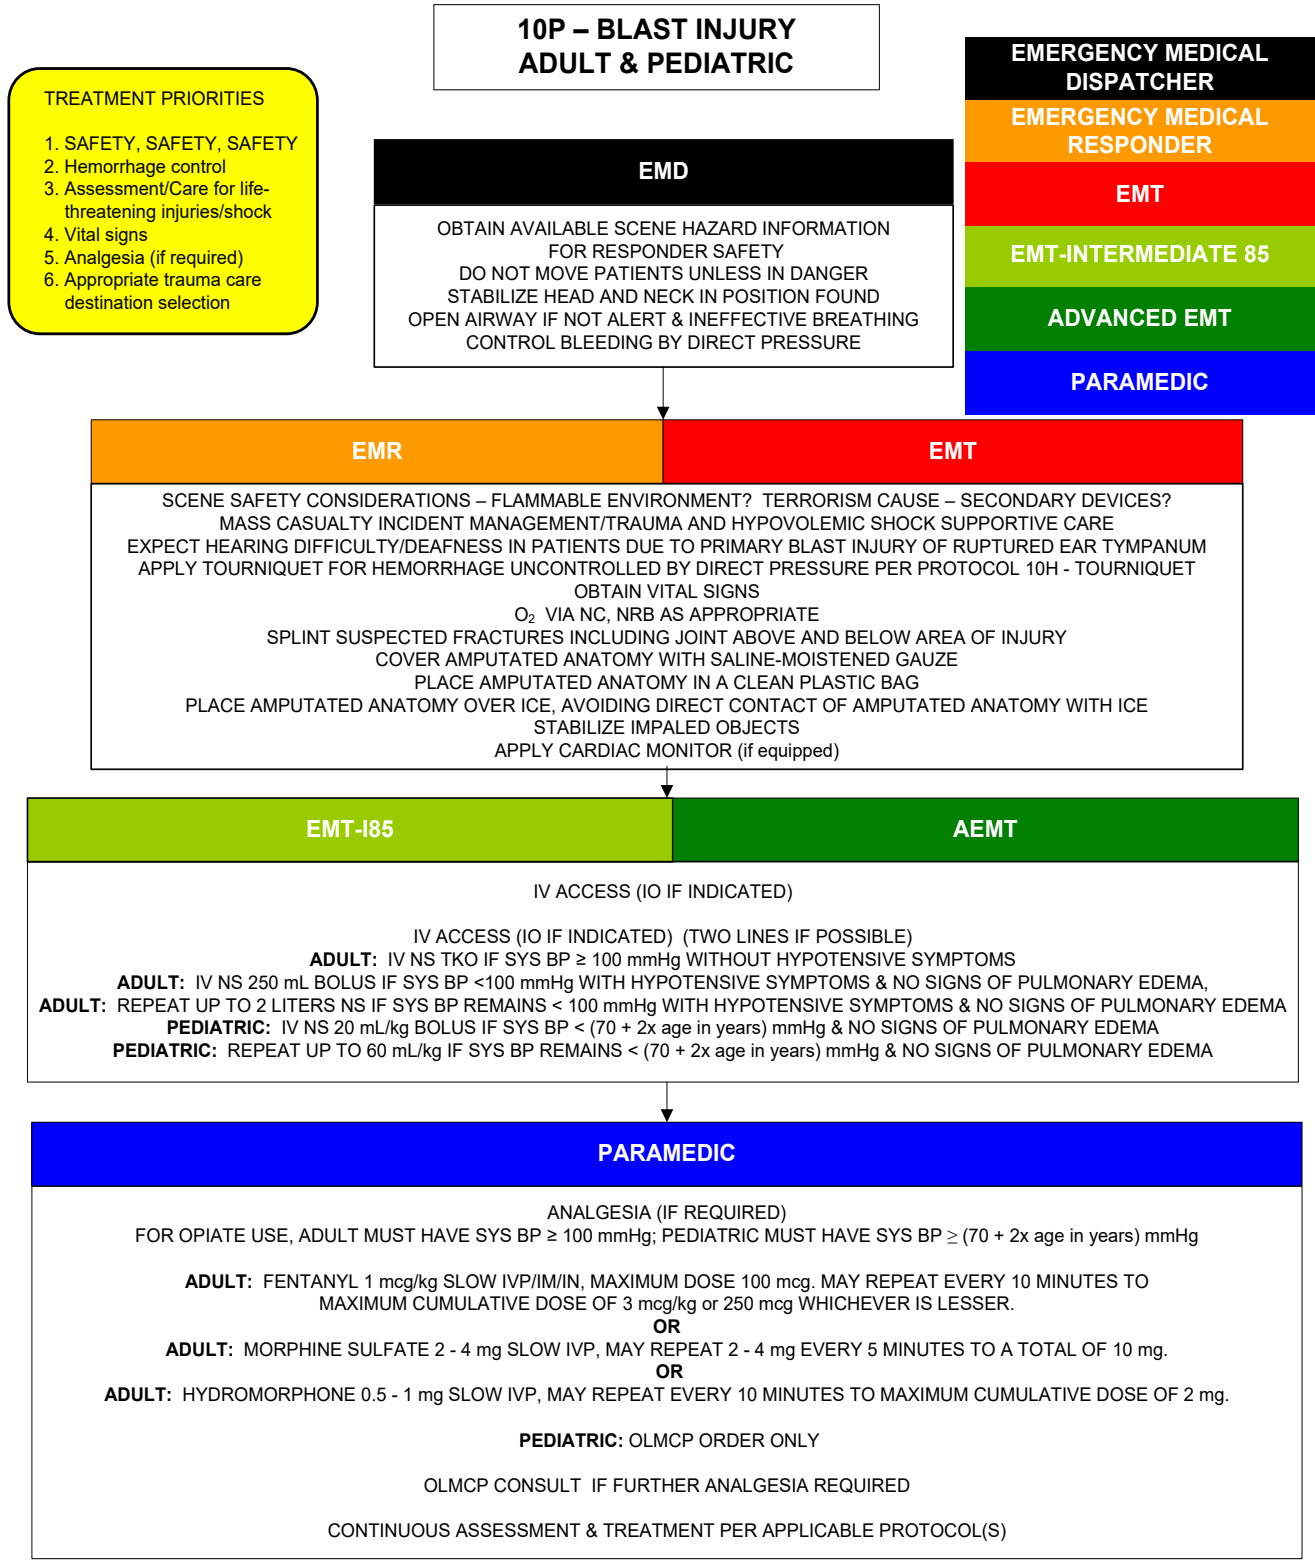 10P – BLAST INJURY
ADULT & PEDIATRIC
TREATMENT PRIORITIES
1. SAFETY, SAFETY, SAFETY
2. Hemorrhage control
3. Assessment/Care for life-
threatening injuries/shock
4. Vital signs
5. Analgesia (if required)
6. Appropriate trauma care
destination selection
EMERGENCY MEDICAL
DISPATCHER
EMERGENCY MEDICAL
RESPONDER
EMT
EMT-INTERMEDIATE 85
ADVANCED EMT
PARAMEDIC
EMD
OBTAIN AVAILABLE SCENE HAZARD INFORMATION
FOR RESPONDER SAFETY
DO NOT MOVE PATIENTS UNLESS IN DANGER
STABILIZE HEAD AND NECK IN POSITION FOUND
OPEN AIRWAY IF NOT ALERT & INEFFECTIVE BREATHING
CONTROL BLEEDING BY DIRECT PRESSURE
EMR
EMT
SCENE SAFETY CONSIDERATIONS – FLAMMABLE ENVIRONMENT? TERRORISM CAUSE – SECONDARY DEVICES?
MASS CASUALTY INCIDENT MANAGEMENT/TRAUMA AND HYPOVOLEMIC SHOCK SUPPORTIVE CARE
EXPECT HEARING DIFFICULTY/DEAFNESS IN PATIENTS DUE TO PRIMARY BLAST INJURY OF RUPTURED EAR TYMPANUM
APPLY TOURNIQUET FOR HEMORRHAGE UNCONTROLLED BY DIRECT PRESSURE PER PROTOCOL 10H - TOURNIQUET
OBTAIN VITAL SIGNS
O₂ VIA NC, NRB AS APPROPRIATE
SPLINT SUSPECTED FRACTURES INCLUDING JOINT ABOVE AND BELOW AREA OF INJURY
COVER AMPUTATED ANATOMY WITH SALINE-MOISTENED GAUZE
PLACE AMPUTATED ANATOMY IN A CLEAN PLASTIC BAG
PLACE AMPUTATED ANATOMY OVER ICE, AVOIDING DIRECT CONTACT OF AMPUTATED ANATOMY WITH ICE
STABILIZE IMPALED OBJECTS
APPLY CARDIAC MONITOR (if equipped)
EMT-I85
AEMT
IV ACCESS (IO IF INDICATED)
IV ACCESS (IO IF INDICATED) (TWO LINES IF POSSIBLE)
ADULT: IV NS TKO IF SYS BP ≥ 100 mmHg WITHOUT HYPOTENSIVE SYMPTOMS
ADULT: IV NS 250 mL BOLUS IF SYS BP <100 mmHg WITH HYPOTENSIVE SYMPTOMS & NO SIGNS OF PULMONARY EDEMA,
ADULT: REPEAT UP TO 2 LITERS NS IF SYS BP REMAINS < 100 mmHg WITH HYPOTENSIVE SYMPTOMS & NO SIGNS OF PULMONARY EDEMA
PEDIATRIC: IV NS 20 mL/kg BOLUS IF SYS BP < (70 + 2x age in years) mmHg & NO SIGNS OF PULMONARY EDEMA
PEDIATRIC: REPEAT UP TO 60 mL/kg IF SYS BP REMAINS < (70 + 2x age in years) mmHg & NO SIGNS OF PULMONARY EDEMA
PARAMEDIC
ANALGESIA (IF REQUIRED)
FOR OPIATE USE, ADULT MUST HAVE SYS BP ≥ 100 mmHg; PEDIATRIC MUST HAVE SYS BP ≥ (70 + 2x age in years) mmHg
ADULT: FENTANYL 1 mcg/kg SLOW IVP/IM/IN, MAXIMUM DOSE 100 mcg. MAY REPEAT EVERY 10 MINUTES TO
MAXIMUM CUMULATIVE DOSE OF 3 mcg/kg or 250 mcg WHICHEVER IS LESSER.
OR
ADULT: MORPHINE SULFATE 2 - 4 mg SLOW IVP, MAY REPEAT 2 - 4 mg EVERY 5 MINUTES TO A TOTAL OF 10 mg.
OR
ADULT: HYDROMORPHONE 0.5 - 1 mg SLOW IVP, MAY REPEAT EVERY 10 MINUTES TO MAXIMUM CUMULATIVE DOSE OF 2 mg.
PEDIATRIC: OLMCP ORDER ONLY
OLMCP CONSULT IF FURTHER ANALGESIA REQUIRED
CONTINUOUS ASSESSMENT & TREATMENT PER APPLICABLE PROTOCOL(S)